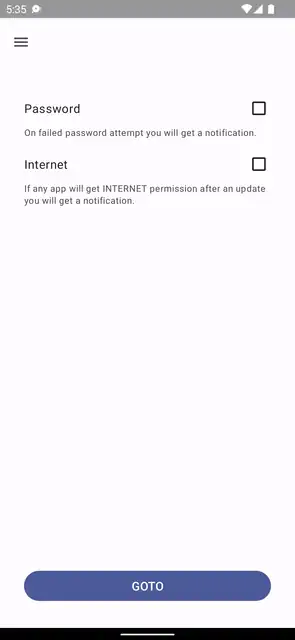 5:35
Password
On failed password attempt you will get a notification.
Internet
If any app will get INTERNET permission after an update
you will get a notification.
GOTO